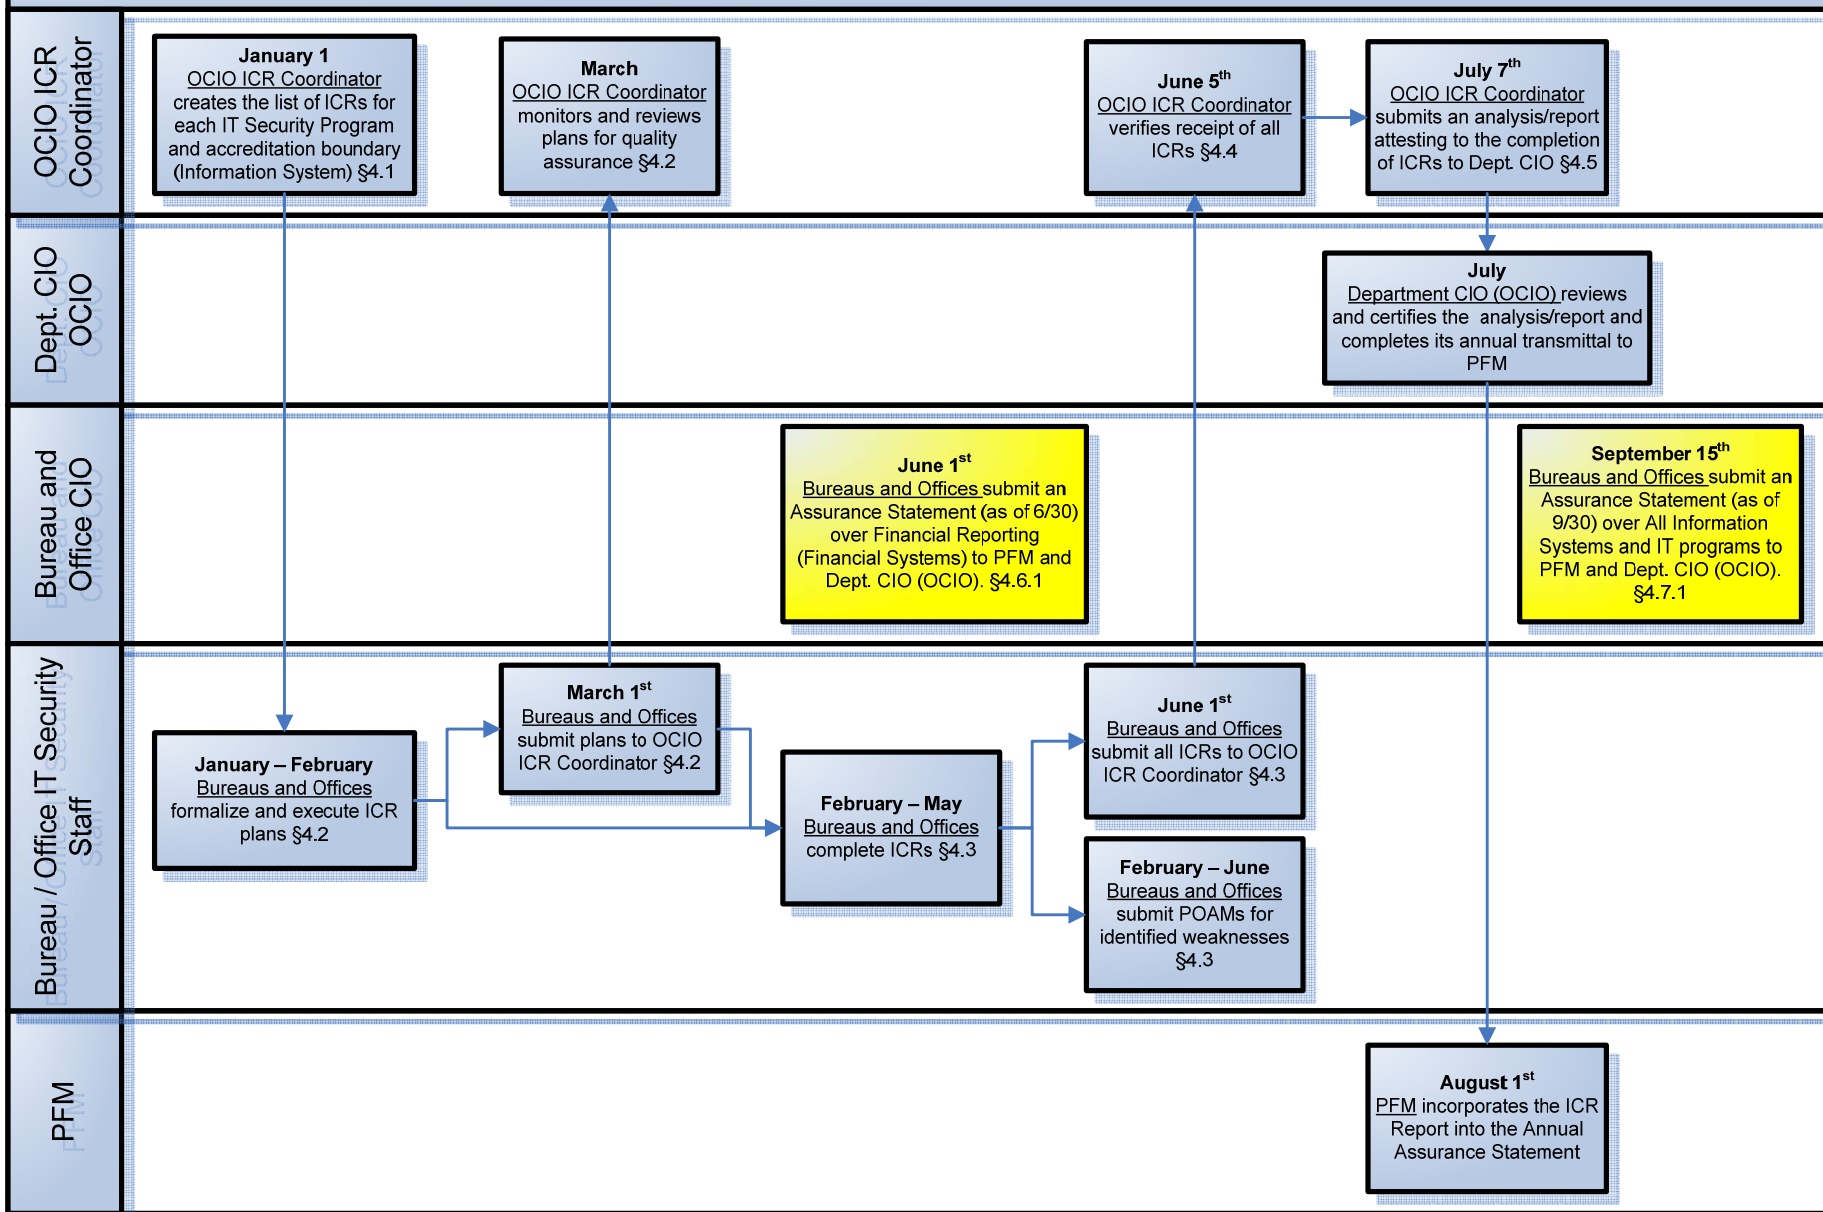 OCIO ICR
Coordinator
January 1
OCIO ICR Coordinator
creates the list of ICRs for
each IT Security Program
and accreditation boundary
(Information System) §4.1
March
OCIO ICR Coordinator
monitors and reviews
plans for quality
assurance §4.2
June 5th
OCIO ICR Coordinator
verifies receipt of all
ICRs §4.4
July 7th
OCIO ICR Coordinator
submits an analysis/report
attesting to the completion
of ICRs to Dept. CIO §4.5
Dept. CIO
OCIO
July
Department CIO (OCIO) reviews
and certifies the analysis/report and
completes its annual transmittal to
PFM
Bureau and
Office CIO
June 1st
Bureaus and Offices submit an
Assurance Statement (as of 6/30)
over Financial Reporting
(Financial Systems) to PFM and
Dept. CIO (OCIO). §4.6.1
September 15th
Bureaus and Offices submit an
Assurance Statement (as of
9/30) over All Information
Systems and IT programs to
PFM and Dept. CIO (OCIO).
§4.7.1
Bureau / Office IT Security
Staff
January – February
Bureaus and Offices
formalize and execute ICR
plans §4.2
March 1st
Bureaus and Offices
submit plans to OCIO
ICR Coordinator §4.2
February – May
Bureaus and Offices
complete ICRs §4.3
June 1st
Bureaus and Offices
submit all ICRs to OCIO
ICR Coordinator §4.3
February – June
Bureaus and Offices
submit POAMs for
identified weaknesses
§4.3
PFM
August 1st
PFM incorporates the ICR
Report into the Annual
Assurance Statement